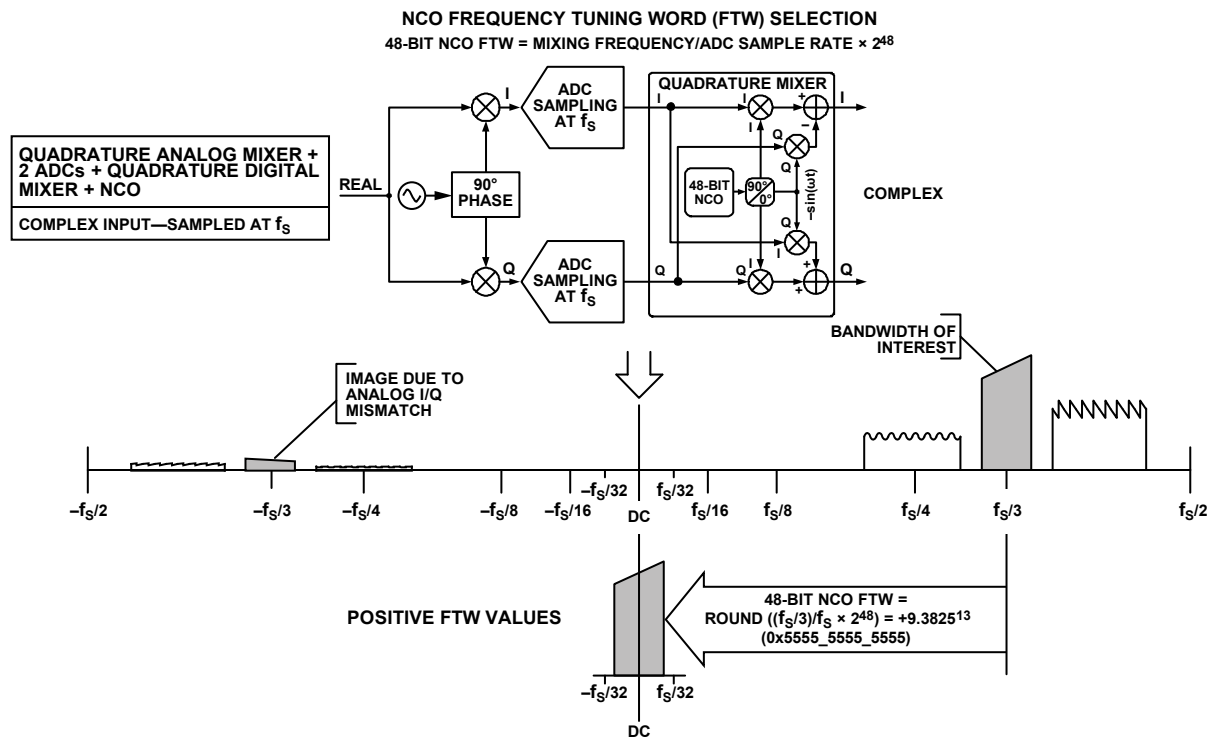 NCO FREQUENCY TUNING WORD (FTW) SELECTION
48-BIT NCO FTW = MIXING FREQUENCY/ADC SAMPLE RATE × 2⁴⁸
QUADRATURE ANALOG MIXER +
2 ADCs + QUADRATURE DIGITAL
MIXER + NCO
COMPLEX INPUT—SAMPLED AT fS
REAL
90°
PHASE
I
Q
ADC
SAMPLING
AT fS
ADC
SAMPLING
AT fS
QUADRATURE MIXER
I
I
I
+
–
I
Q
Q
48-BIT
NCO
90°
0°
–sin(ωt)
Q
Q
I
Q
I
Q
+
+
Q
COMPLEX
BANDWIDTH OF
INTEREST
IMAGE DUE TO
ANALOG I/Q
MISMATCH
–fS/2
–fS/3
–fS/4
–fS/8
–fS/16
–fS/32
DC
fS/32
fS/16
fS/8
fS/4
fS/3
fS/2
POSITIVE FTW VALUES
48-BIT NCO FTW =
ROUND ((fS/3)/fS × 2⁴⁸) = +9.3825¹³
(0x5555_5555_5555)
–fS/32
fS/32
DC